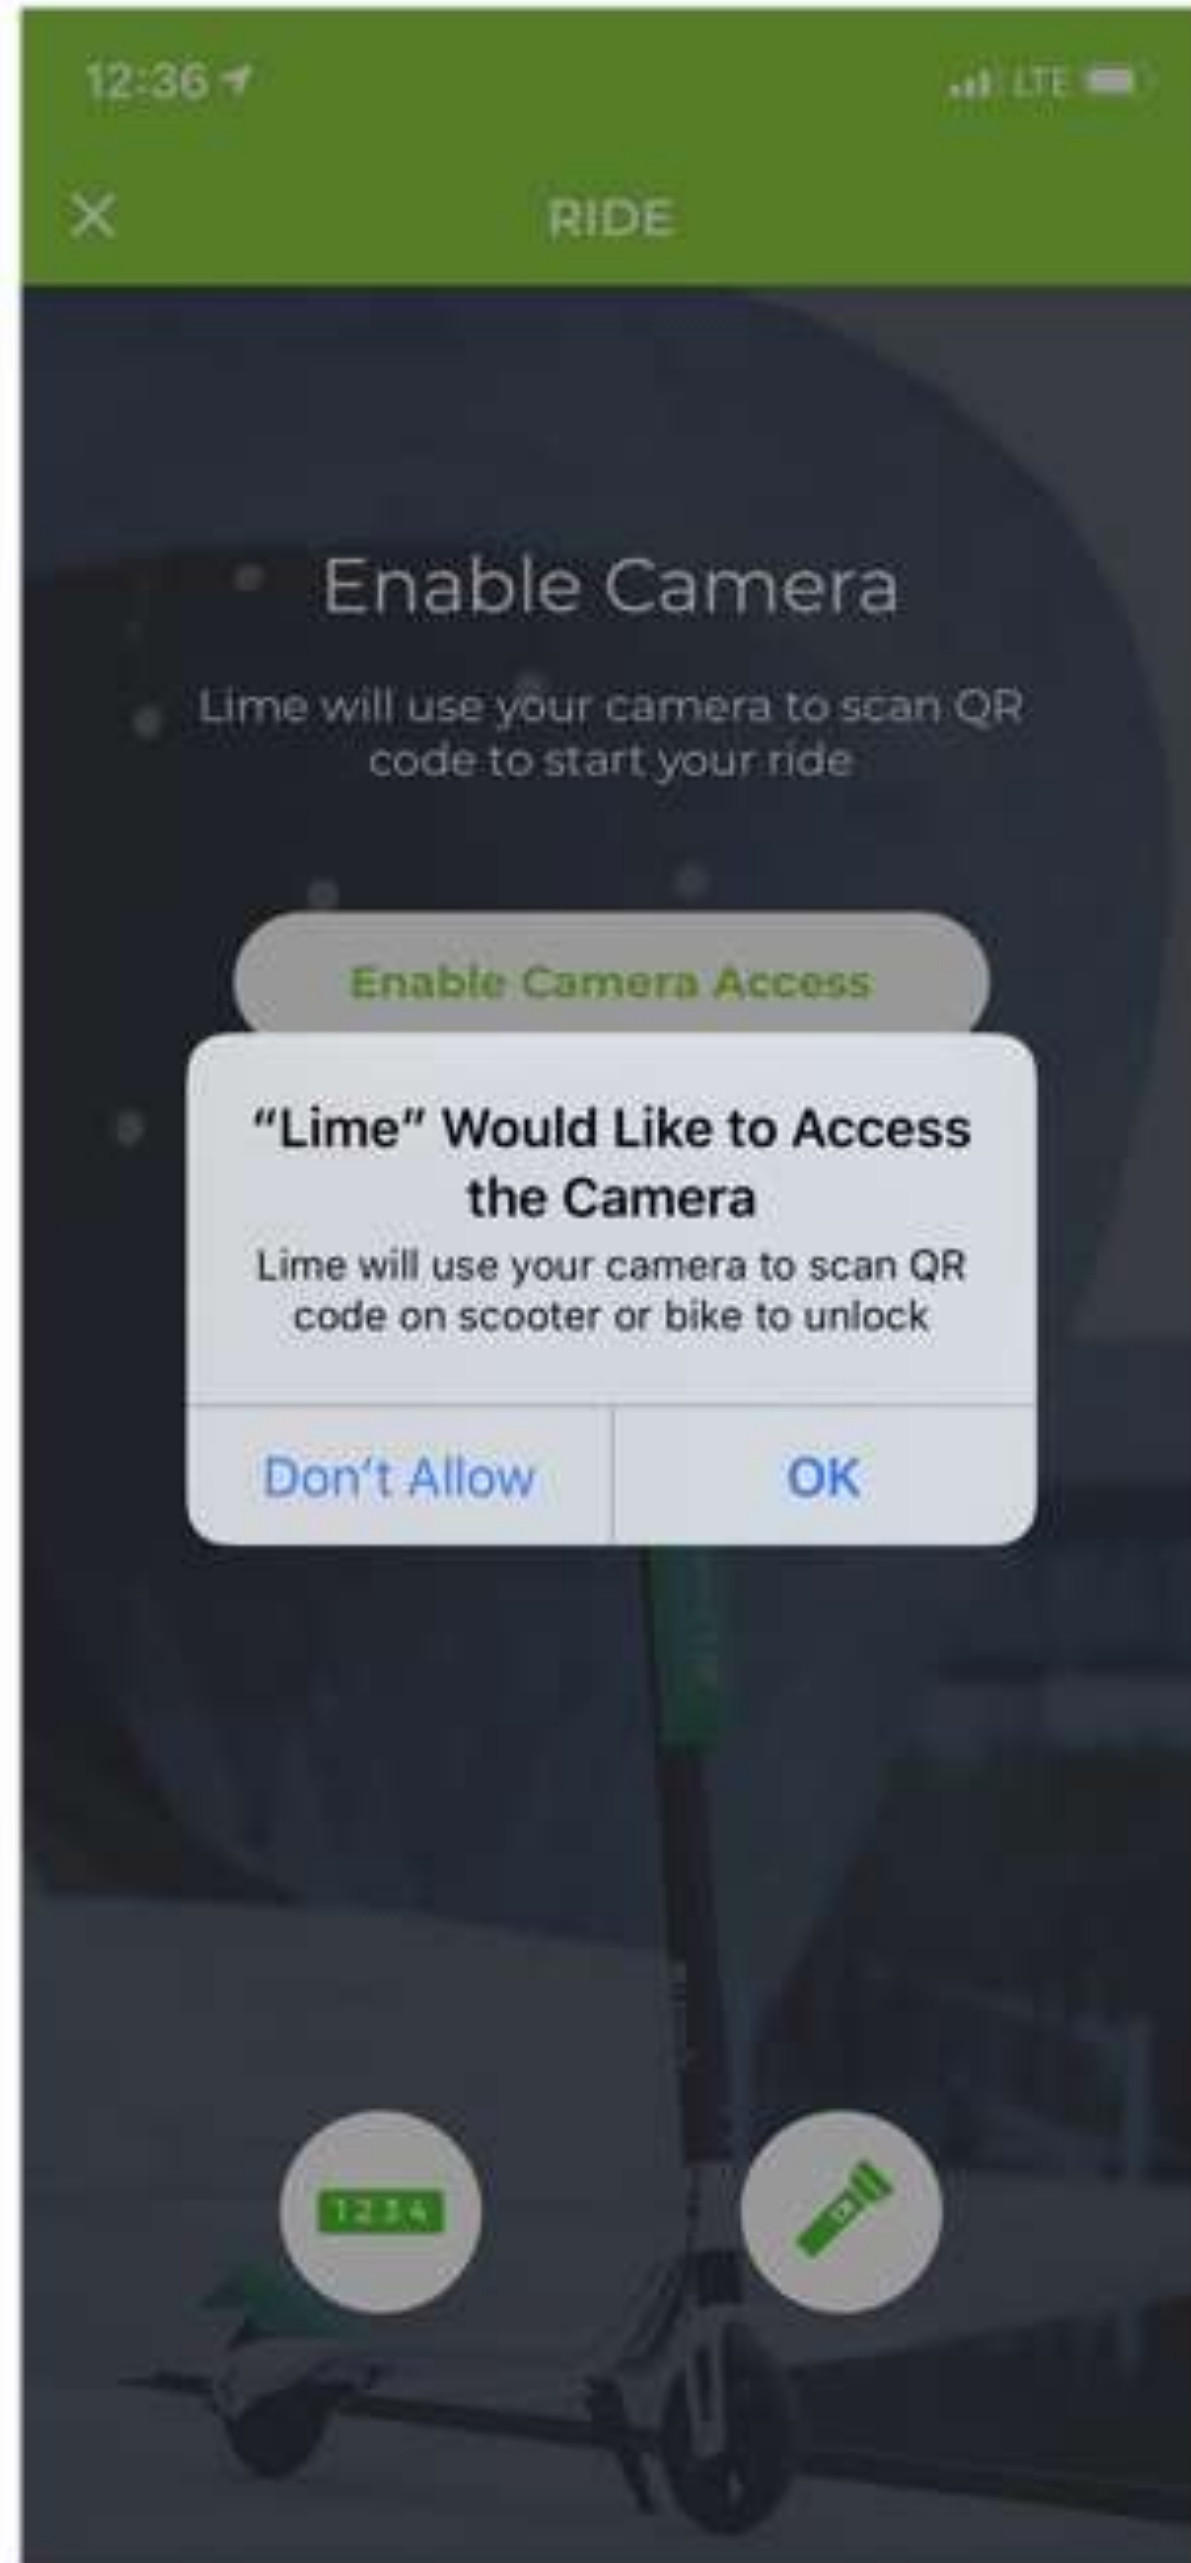 12:36
LTE
RIDE
Enable Camera
Lime will use your camera to scan QR
code to start your ride
Enable Camera Access
“Lime” Would Like to Access
the Camera
Lime will use your camera to scan QR
code on scooter or bike to unlock
Don’t Allow
OK
1234